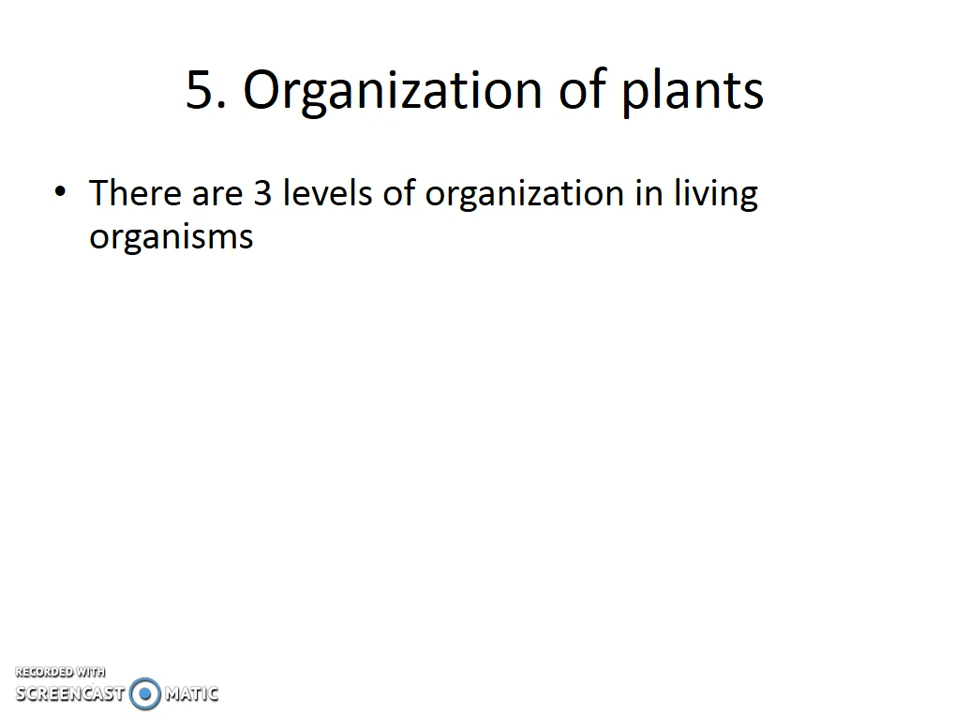 5. Organization of plants
• There are 3 levels of organization in living
organisms
RECORDED WITH
SCREENCAST MATIC